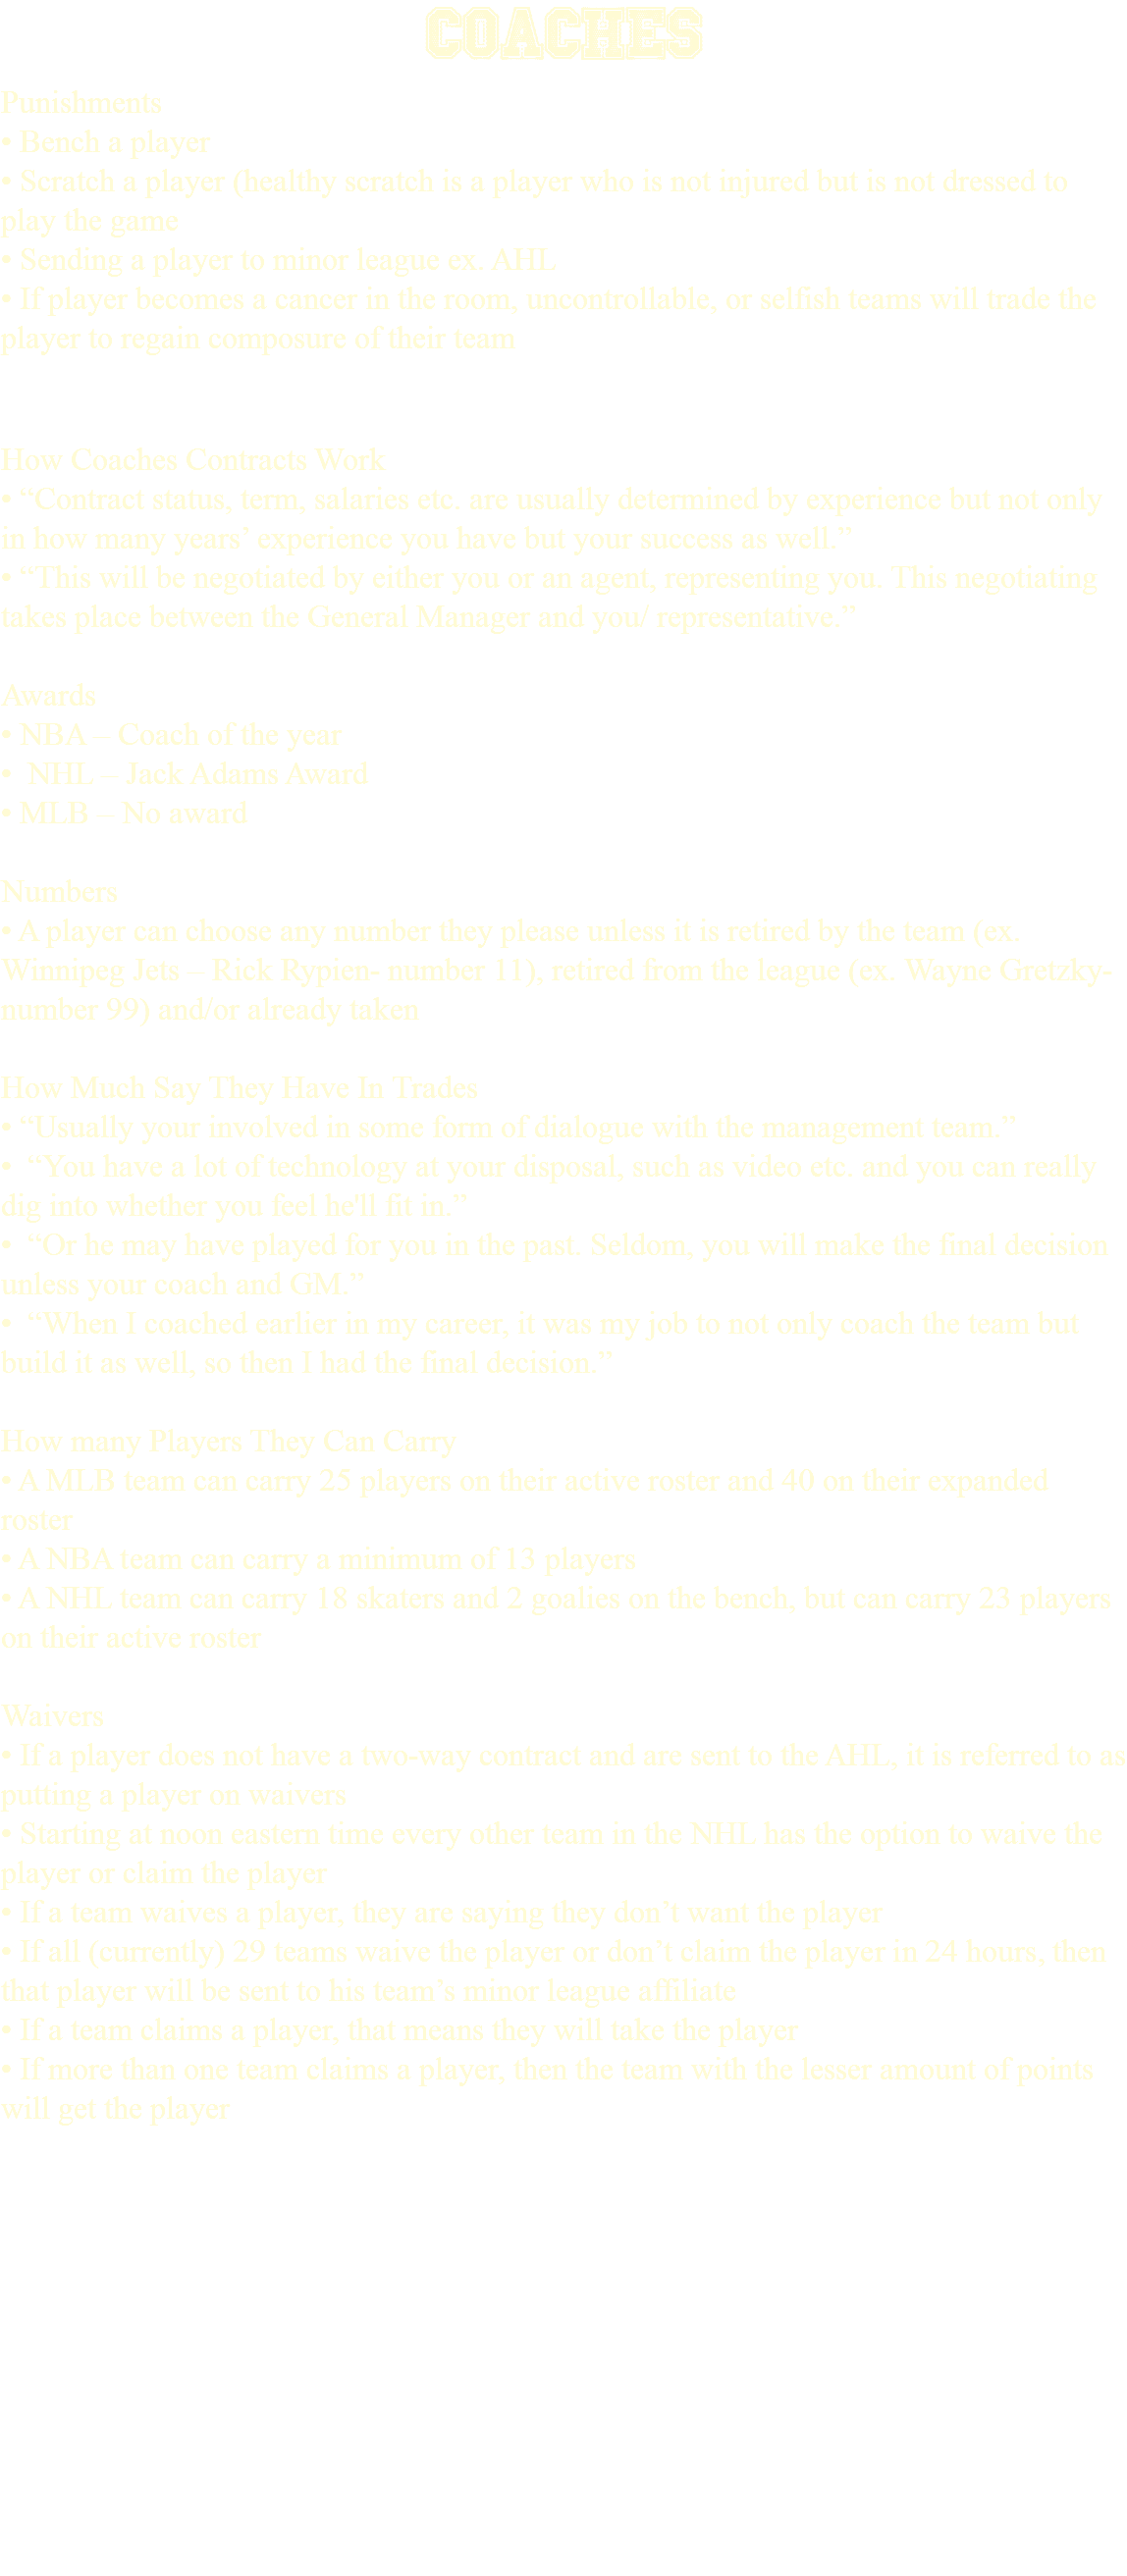 COACHES
Punishments
• Bench a player
• Scratch a player (healthy scratch is a player who is not injured but is not dressed to
play the game
• Sending a player to minor league ex. AHL
• If player becomes a cancer in the room, uncontrollable, or selfish teams will trade the
player to regain composure of their team
How Coaches Contracts Work
• “Contract status, term, salaries etc. are usually determined by experience but not only
in how many years’ experience you have but your success as well.”
• “This will be negotiated by either you or an agent, representing you. This negotiating
takes place between the General Manager and you/ representative.”
Awards
• NBA – Coach of the year
•  NHL – Jack Adams Award
• MLB –  No award
Numbers
• A player can choose any number they please unless it is retired by the team (ex.
Winnipeg Jets – Rick Rypien- number 11), retired from the league (ex. Wayne Gretzky-
number 99) and/or already taken
How Much Say They Have In Trades
• “Usually your involved in some form of dialogue with the management team.”
•  “You have a lot of technology at your disposal, such as video etc. and you can really
dig into whether you feel he'll fit in.”
•  “Or he may have played for you in the past. Seldom, you will make the final decision
unless your coach and GM.”
•  “When I coached earlier in my career, it was my job to not only coach the team but
build it as well, so then I had the final decision.”
How many Players They Can Carry
• A MLB team can carry 25 players on their active roster and 40 on their expanded
roster
• A NBA team can carry a minimum of 13 players
• A NHL team can carry 18 skaters and 2 goalies on the bench, but can carry 23 players
on their active roster
Waivers
• If a player does not have a two-way contract and are sent to the AHL, it is referred to as
putting a player on waivers
• Starting at noon eastern time every other team in the NHL has the option to waive the
player or claim the player
• If a team waives a player, they are saying they don’t want the player
• If all (currently) 29 teams waive the player or don’t claim the player in 24 hours, then
that player will be sent to his team’s minor league affiliate
• If a team claims a player, that means they will take the player
• If more than one team claims a player, then the team with the lesser amount of points
will get the player